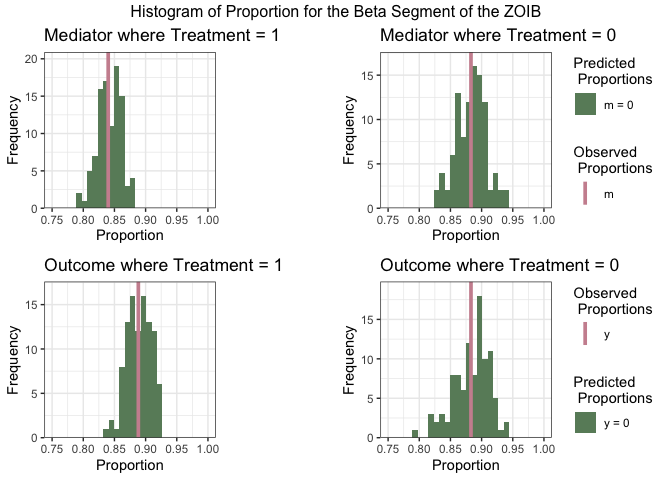 Histogram of Proportion for the Beta Segment of the ZOIB
Mediator where Treatment = 1
Frequency
20
15
10
5
0
0.75 0.80 0.85 0.90 0.95 1.00
Proportion
Mediator where Treatment = 0
Frequency
15
10
5
0
0.75 0.80 0.85 0.90 0.95 1.00
Proportion
Predicted
Proportions
m = 0
Observed
Proportions
m
Outcome where Treatment = 1
Frequency
15
10
5
0
0.75 0.80 0.85 0.90 0.95 1.00
Proportion
Outcome where Treatment = 0
Frequency
15
10
5
0
0.75 0.80 0.85 0.90 0.95 1.00
Proportion
Observed
Proportions
y
Predicted
Proportions
y = 0